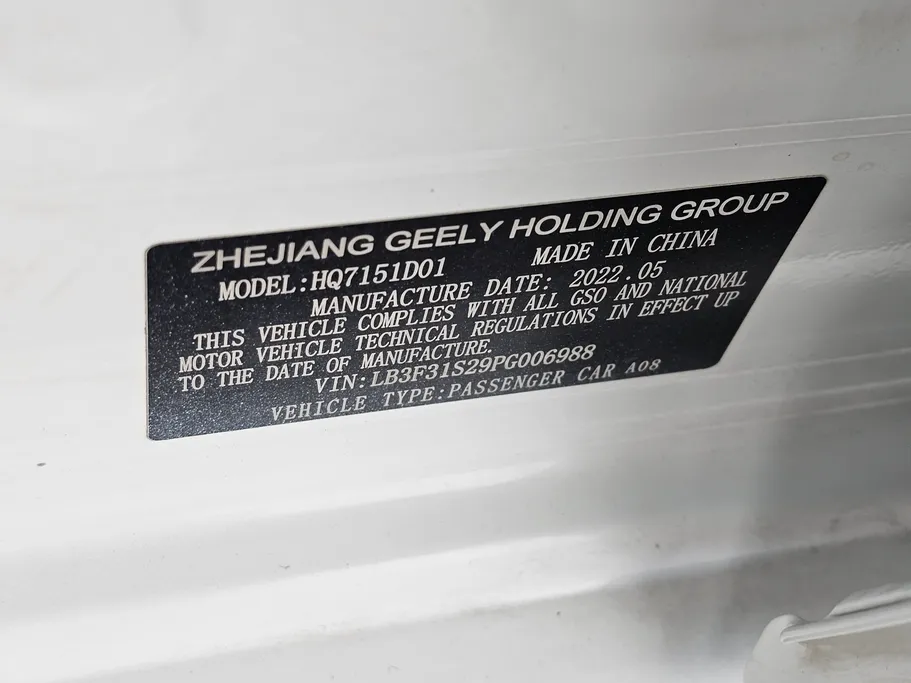 ZHEJIANG GEELY HOLDING GROUP
MODEL:HQ7151D01 MADE IN CHINA
MANUFACTURE DATE: 2022.05
THIS VEHICLE COMPLIES WITH ALL GSO AND NATIONAL
MOTOR VEHICLE TECHNICAL REGULATIONS IN EFFECT UP
TO THE DATE OF MANUFACTURE.
VIN:LB3F31S29PG006988
VEHICLE TYPE:PASSENGER CAR A08